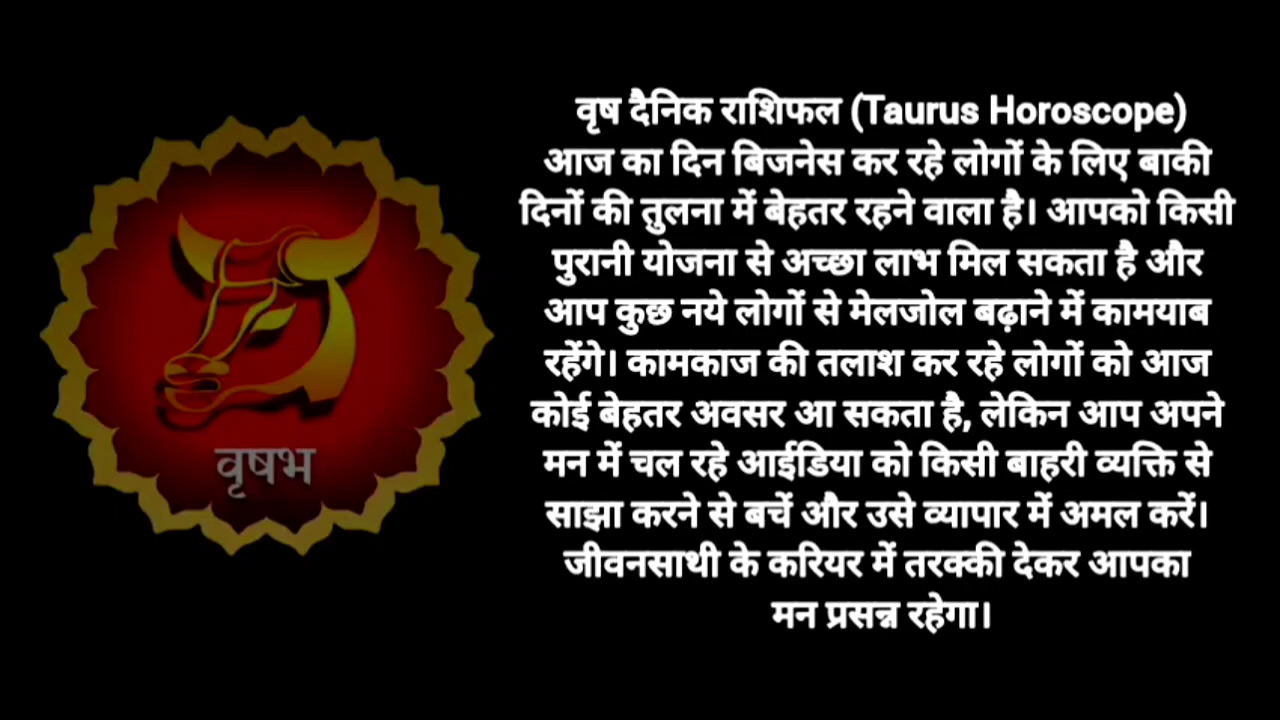 वृषभ
वृष दैनिक राशिफल (Taurus Horoscope)
आज का दिन बिजनेस कर रहे लोगों के लिए बाकी
दिनों की तुलना में बेहतर रहने वाला है। आपको किसी
पुरानी योजना से अच्छा लाभ मिल सकता है और
आप कुछ नये लोगों से मेलजोल बढ़ाने में कामयाब
रहेंगे। कामकाज की तलाश कर रहे लोगों को आज
कोई बेहतर अवसर आ सकता है, लेकिन आप अपने
मन में चल रहे आईडिया को किसी बाहरी व्यक्ति से
साझा करने से बचें और उसे व्यापार में अमल करें।
जीवनसाथी के करियर में तरक्की देकर आपका
मन प्रसन्न रहेगा।